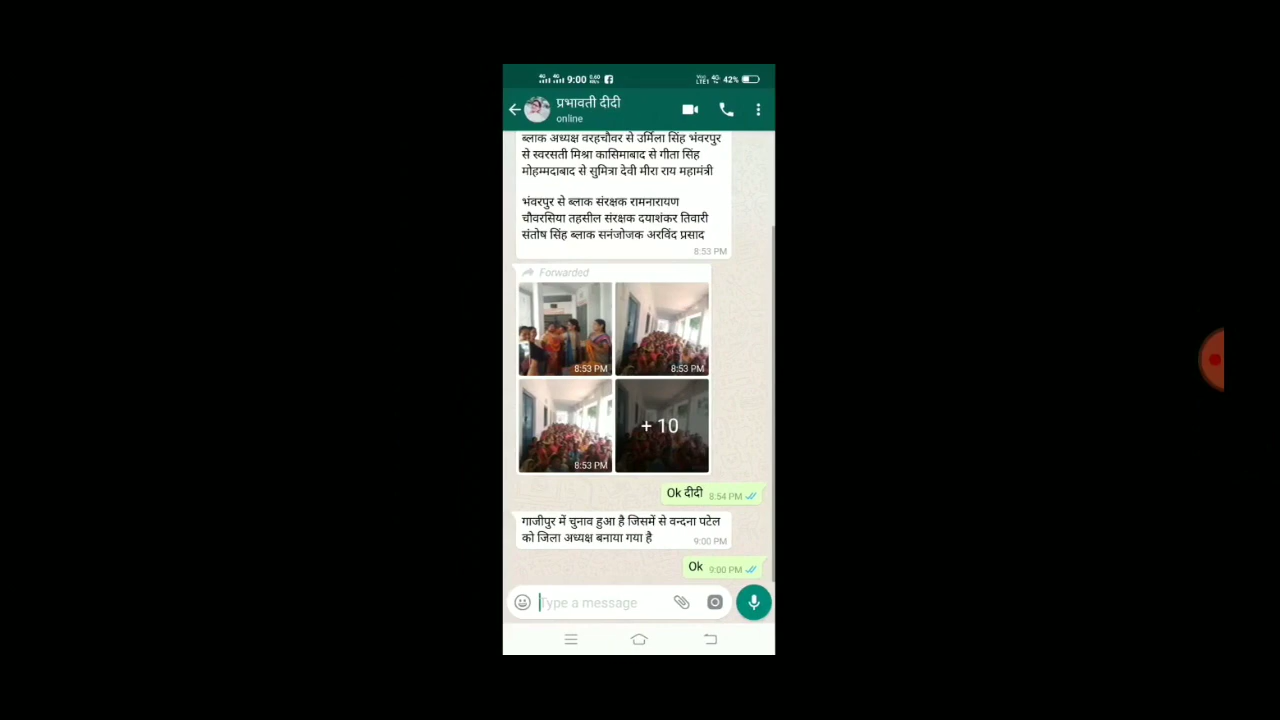 9:00
42%
प्रभावती दीदी
online
ब्लाक अध्यक्ष वरहचौवर से उर्मिला सिंह भंवरपुर
से स्वरसती मिश्रा कासिमाबाद से गीता सिंह
मोहम्मदाबाद से सुमित्रा देवी मीरा राय महामंत्री
भंवरपुर से ब्लाक संरक्षक रामनारायण
चौवरसिया तहसील संरक्षक दयाशंकर तिवारी
संतोष सिंह ब्लाक सनंजोजक अरविंद प्रसाद
8:53 PM
Forwarded
8:53 PM
8:53 PM
8:53 PM
+ 10
Ok दीदी 8:54 PM
गाजीपुर में चुनाव हुआ है जिसमें से वन्दना पटेल
को जिला अध्यक्ष बनाया गया है
9:00 PM
Ok 9:00 PM
Type a message